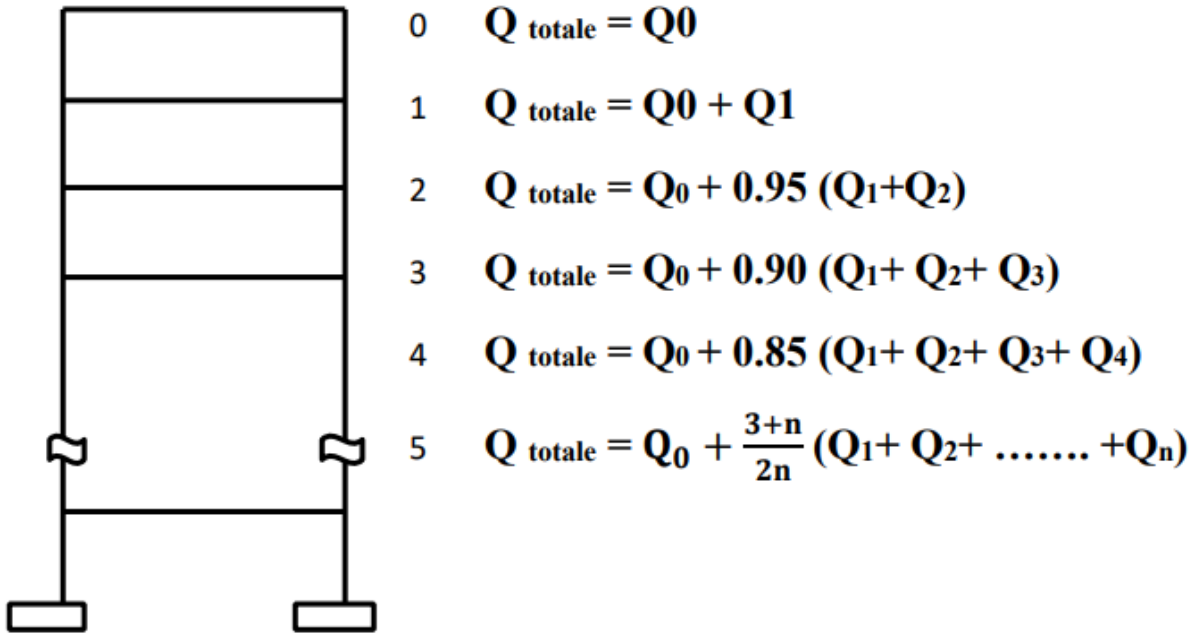 0 Q totale = Q0
1 Q totale = Q0 + Q1
2 Q totale = Q₀ + 0.95 (Q₁+Q₂)
3 Q totale = Q₀ + 0.90 (Q₁+ Q₂+ Q₃)
4 Q totale = Q₀ + 0.85 (Q₁+ Q₂+ Q₃+ Q₄)
5 Q totale = Q₀ + (3+n)/(2n) (Q₁+ Q₂+ ....... +Qₙ)